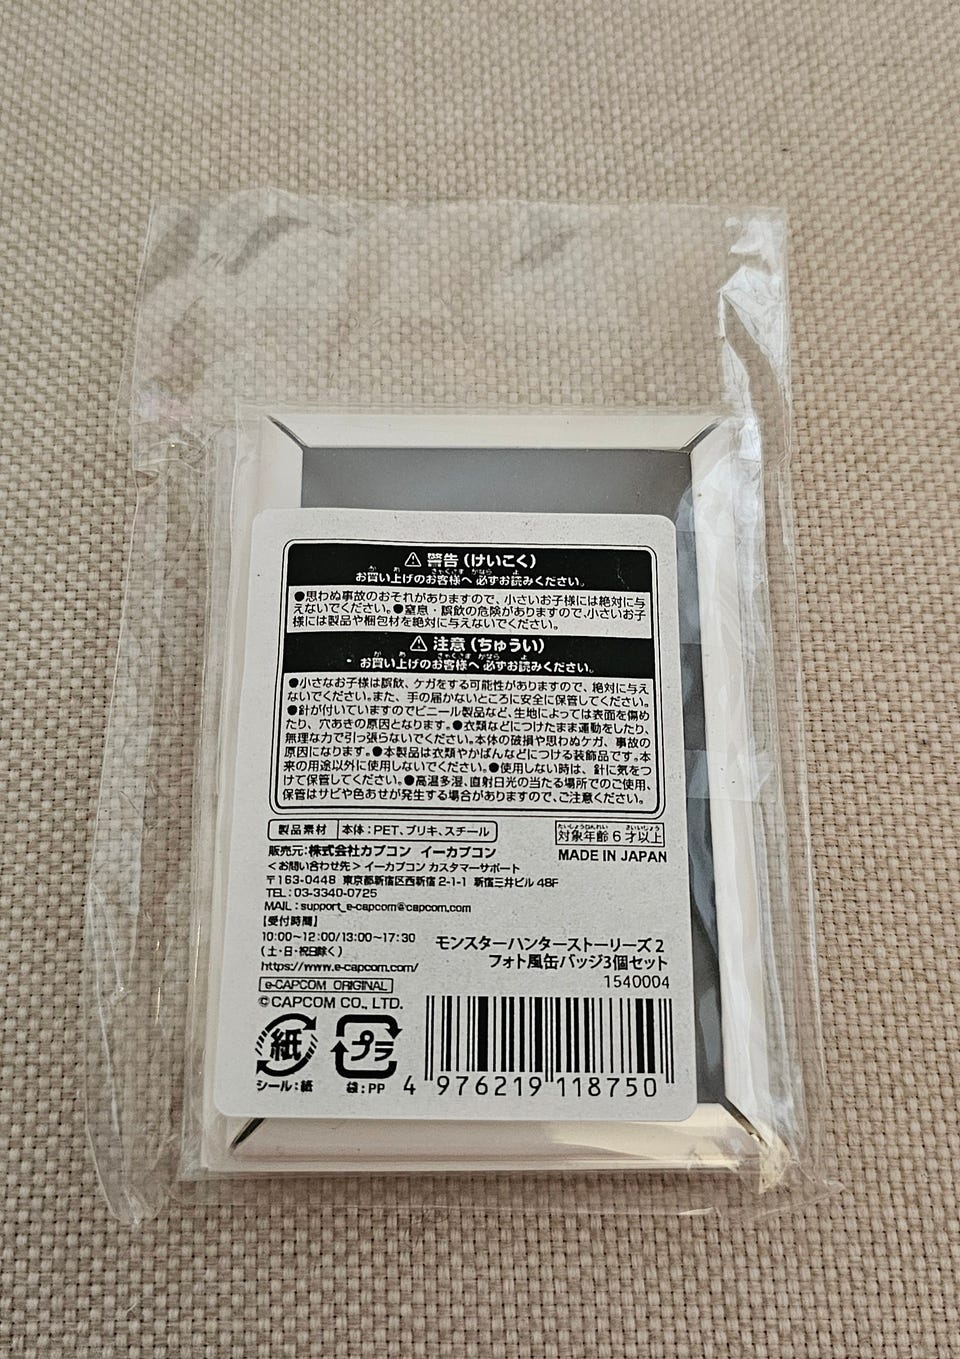 ⚠ 警告(けいこく)
お買い上げのお客様へ 必ずお読みください。
●思わぬ事故のおそれがありますので、小さいお子様には絶対に与
えないでください。●窒息・誤飲の危険がありますので、小さいお子
様には製品や梱包材を絶対に与えないでください。
⚠ 注意(ちゅうい)
お買い上げのお客様へ 必ずお読みください。
●小さなお子様は誤飲、ケガをする可能性がありますので、絶対に与え
ないでください。また、手の届かないところに安全に保管してください。
●針が付いていますのでビニール製品など、生地によっては表面を傷め
たり、穴あきの原因となります。●衣類などにつけたまま運動をしたり、
無理な力で引っ張らないでください。本体の破損や思わぬケガ、事故の
原因になります。●本製品は衣類やかばんなどにつける装飾品です。本
来の用途以外に使用しないでください。●使用しない時は、針に気をつ
けて保管してください。●高温多湿、直射日光の当たる場所でのご使用、
保管はサビや色あせが発生する場合がありますので、ご注意ください。
製品素材 本体：PET、ブリキ、スチール
対象年齢 6才以上
販売元：株式会社カプコン イーカプコン
MADE IN JAPAN
＜お問い合わせ先＞イーカプコン カスタマーサポート
〒163-0448 東京都新宿区西新宿 2-1-1 新宿三井ビル 48F
TEL：03-3340-0725
MAIL：support_e-capcom@capcom.com
【受付時間】
10:00~12:00/13:00~17:30
(土・日・祝日除く)
https://www.e-capcom.com/
モンスターハンターストーリーズ 2
フォト風缶バッジ3個セット
1540004
e-CAPCOM ORIGINAL
©CAPCOM CO., LTD.
紙
プラ
シール：紙
袋：PP
4 976219 118750